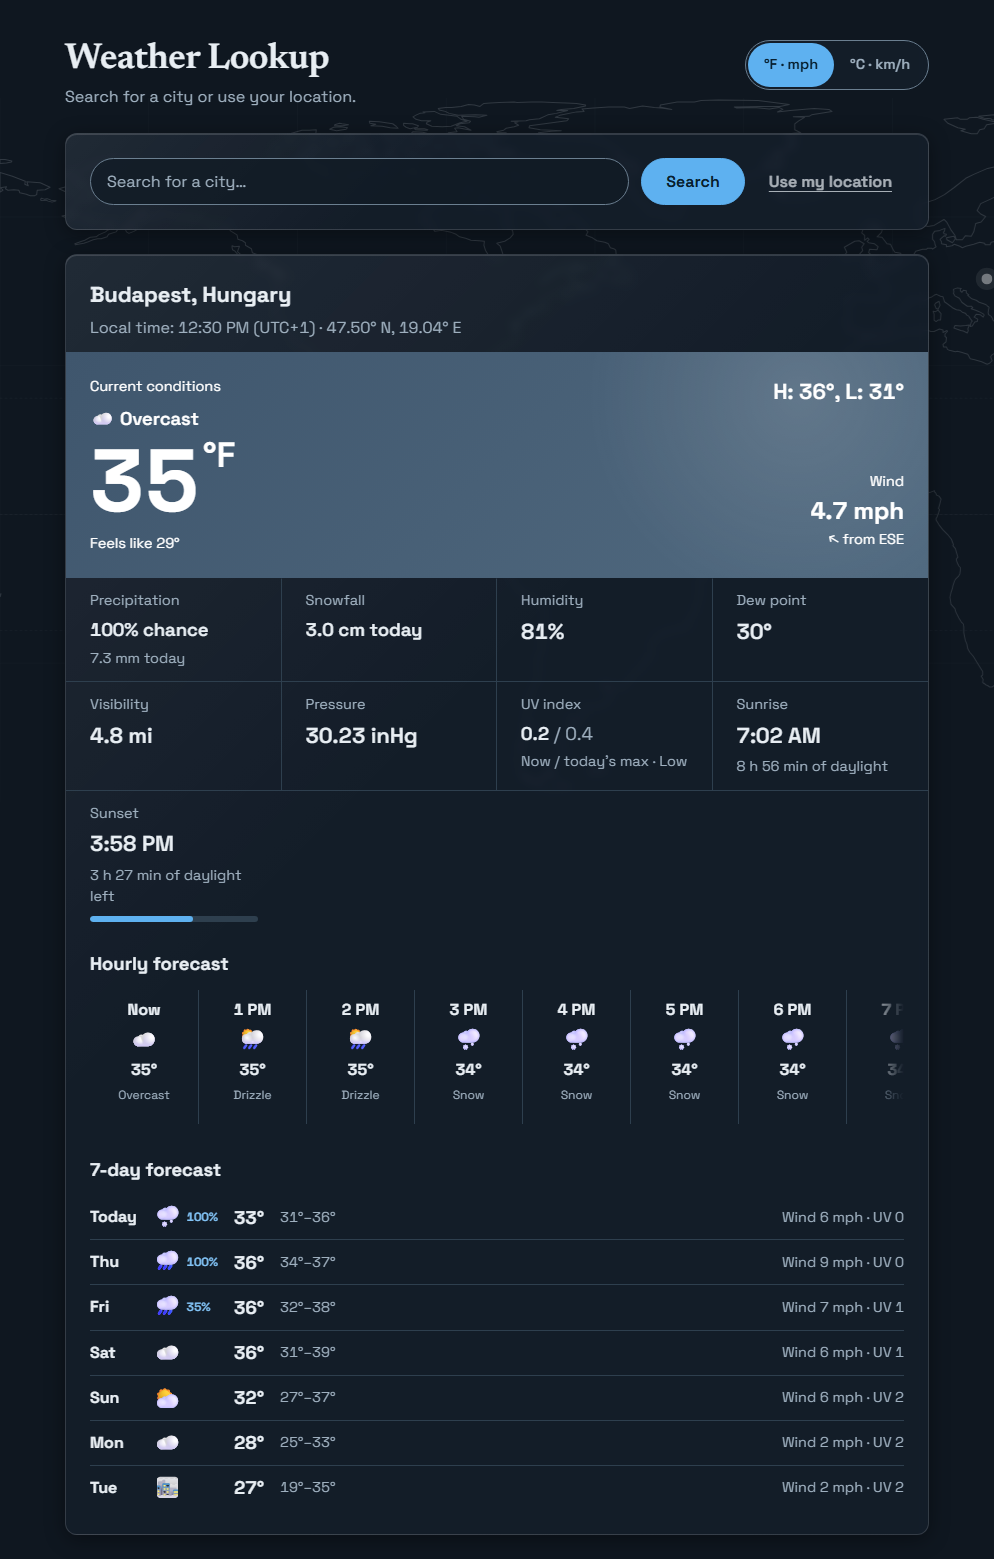 Weather Lookup
Search for a city or use your location.
°F · mph
°C · km/h
Search for a city...
Search
Use my location
Budapest, Hungary
Local time: 12:30 PM (UTC+1) · 47.50° N, 19.04° E
Current conditions
Overcast
35 °F
Feels like 29°
H: 36°, L: 31°
Wind
4.7 mph
↖ from ESE
Precipitation
100% chance
7.3 mm today
Snowfall
3.0 cm today
Humidity
81%
Dew point
30°
Visibility
4.8 mi
Pressure
30.23 inHg
UV index
0.2 / 0.4
Now / today's max · Low
Sunrise
7:02 AM
8 h 56 min of daylight
Sunset
3:58 PM
3 h 27 min of daylight
left
Hourly forecast
Now
35°
Overcast
1 PM
35°
Drizzle
2 PM
35°
Drizzle
3 PM
34°
Snow
4 PM
34°
Snow
5 PM
34°
Snow
6 PM
34°
Snow
7-day forecast
Today 100% 33° 31°–36° Wind 6 mph · UV 0
Thu 100% 36° 34°–37° Wind 9 mph · UV 0
Fri 35% 36° 32°–38° Wind 7 mph · UV 1
Sat 36° 31°–39° Wind 6 mph · UV 1
Sun 32° 27°–37° Wind 6 mph · UV 2
Mon 28° 25°–33° Wind 2 mph · UV 2
Tue 27° 19°–35° Wind 2 mph · UV 2